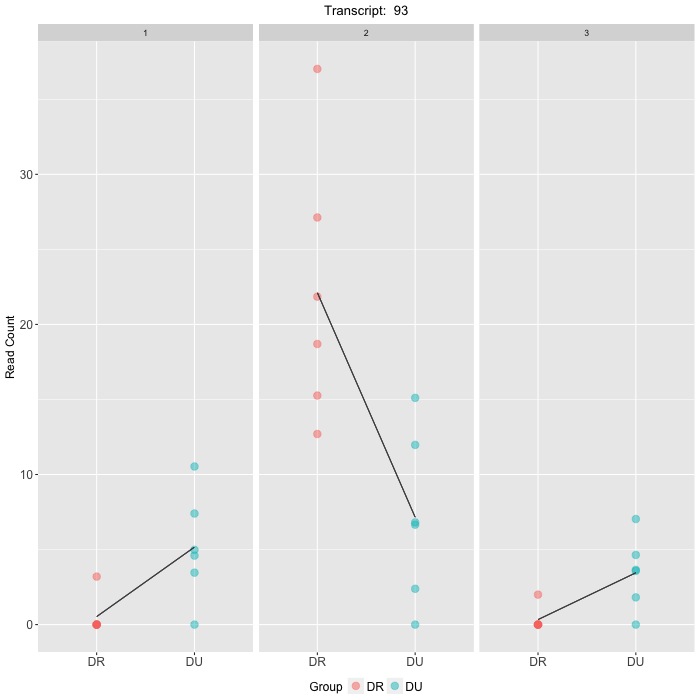 Transcript:  93
1 2 3
Read Count
30
20
10
0
DR DU DR DU DR DU
Group DR DU